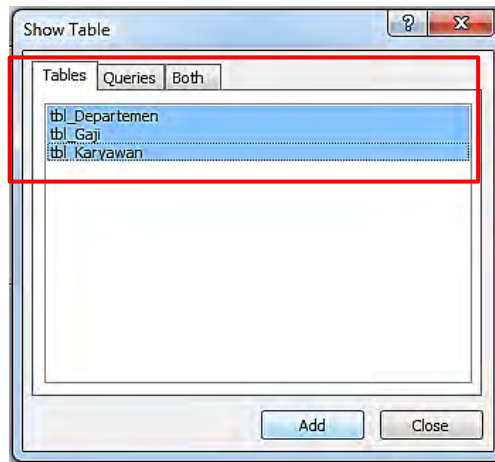 Show Table
Tables Queries Both
tbl_Departemen
tbl_Gaji
tbl_Karyawan
Add Close